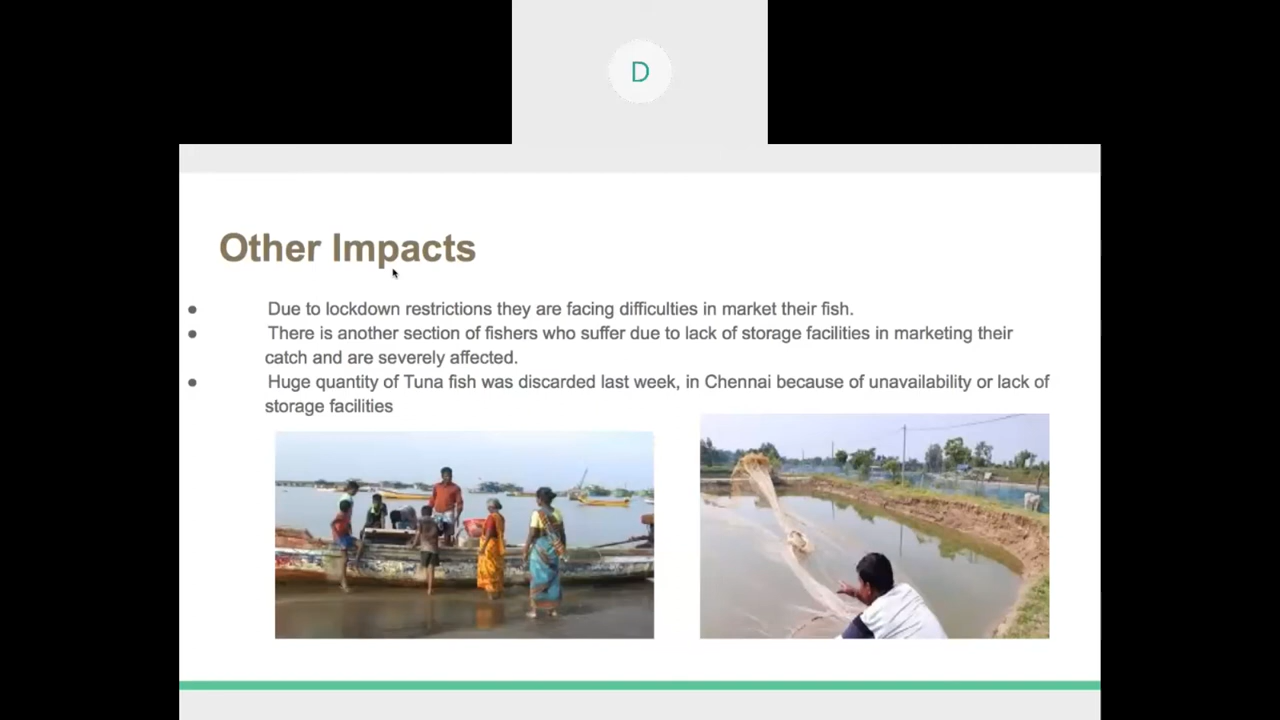 D
Other Impacts
● Due to lockdown restrictions they are facing difficulties in market their fish.
● There is another section of fishers who suffer due to lack of storage facilities in marketing their
catch and are severely affected.
● Huge quantity of Tuna fish was discarded last week, in Chennai because of unavailability or lack of
storage facilities